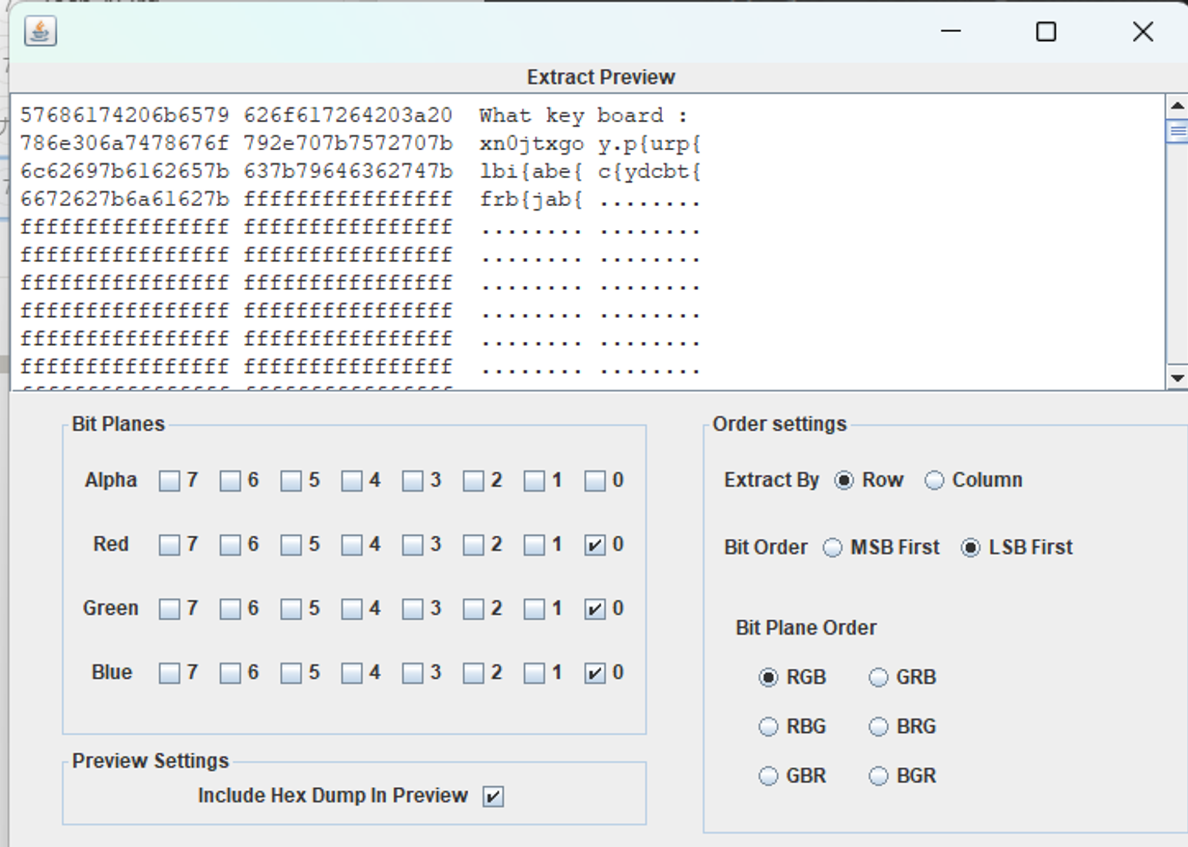 Extract Preview
57686174206b6579 626f617264203a20 What key board :
786e306a7478676f 792e707b7572707b xn0jtxgo y.p{urp{
6c62697b6162657b 637b79646362747b lbi{abe{ c{ydcbt{
6672627b6a61627b ffffffffffffffff frb{jab{ ........
ffffffffffffffff ffffffffffffffff ........ ........
ffffffffffffffff ffffffffffffffff ........ ........
ffffffffffffffff ffffffffffffffff ........ ........
ffffffffffffffff ffffffffffffffff ........ ........
ffffffffffffffff ffffffffffffffff ........ ........
ffffffffffffffff ffffffffffffffff ........ ........
Bit Planes
Alpha 7 6 5 4 3 2 1 0
Red 7 6 5 4 3 2 1 0
Green 7 6 5 4 3 2 1 0
Blue 7 6 5 4 3 2 1 0
Preview Settings
Include Hex Dump In Preview
Order settings
Extract By Row Column
Bit Order MSB First LSB First
Bit Plane Order
RGB GRB
RBG BRG
GBR BGR